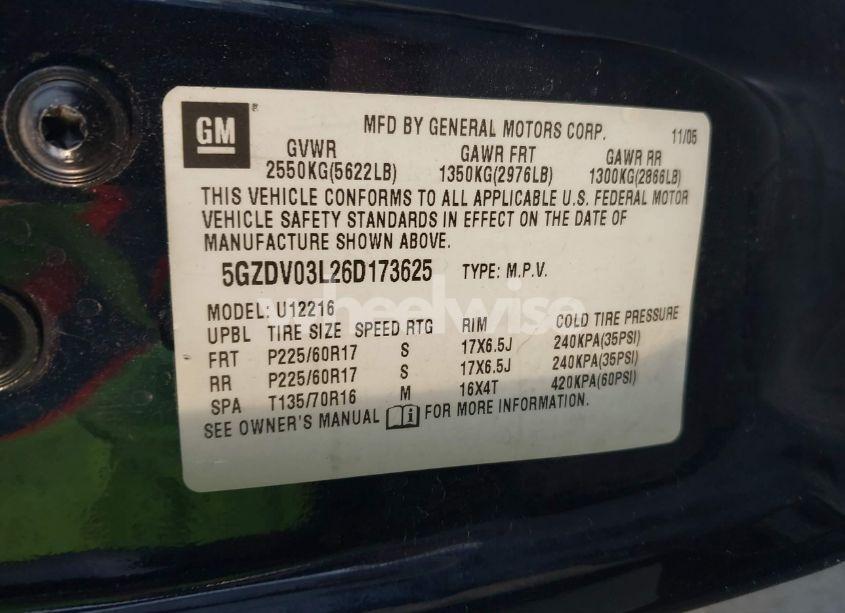 GM ®
MFD BY GENERAL MOTORS CORP. 11/05
GVWR GAWR FRT GAWR RR
2550KG(5622LB) 1350KG(2976LB) 1300KG(2866LB)
THIS VEHICLE CONFORMS TO ALL APPLICABLE U.S. FEDERAL MOTOR
VEHICLE SAFETY STANDARDS IN EFFECT ON THE DATE OF
MANUFACTURE SHOWN ABOVE.
5GZDV03L26D173625 TYPE: M.P.V.
wheelwise
MODEL: U12216
UPBL TIRE SIZE SPEED RTG RIM COLD TIRE PRESSURE
FRT P225/60R17 S 17X6.5J 240KPA(35PSI)
RR P225/60R17 S 17X6.5J 240KPA(35PSI)
SPA T135/70R16 M 16X4T 420KPA(60PSI)
SEE OWNER'S MANUAL FOR MORE INFORMATION.